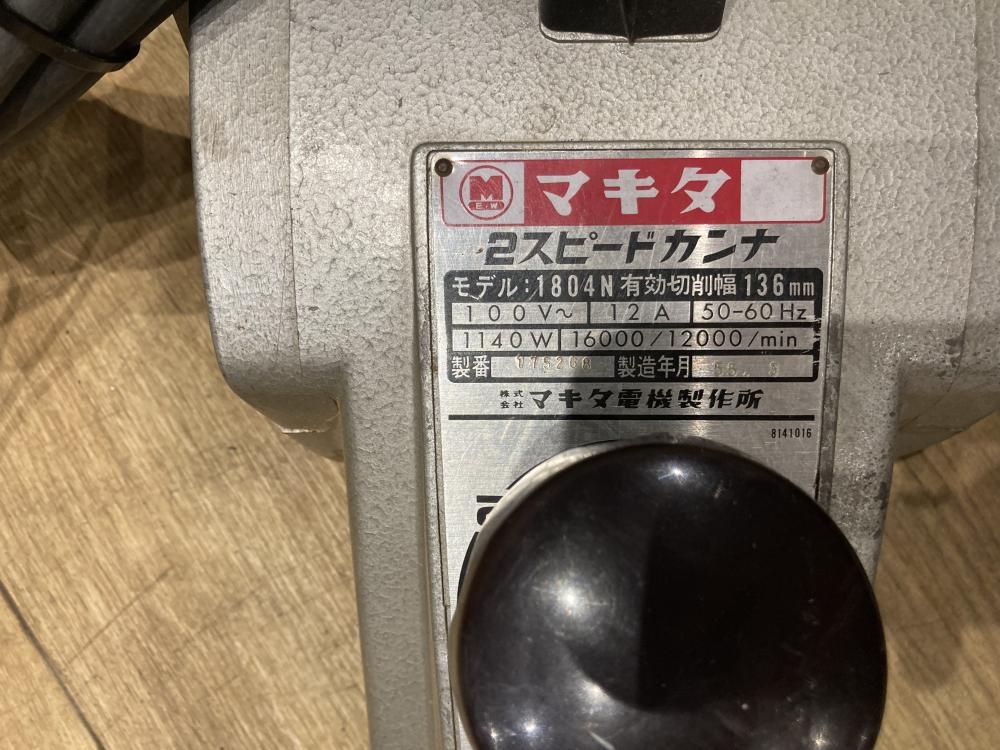 M
E.W
マキタ
2スピードカンナ
モデル:1804N 有効切削幅 136mm
100V~ 12A 50-60Hz
1140W 16000/12000/min
製番 製造年月
株式会社 マキタ電機製作所
8141016